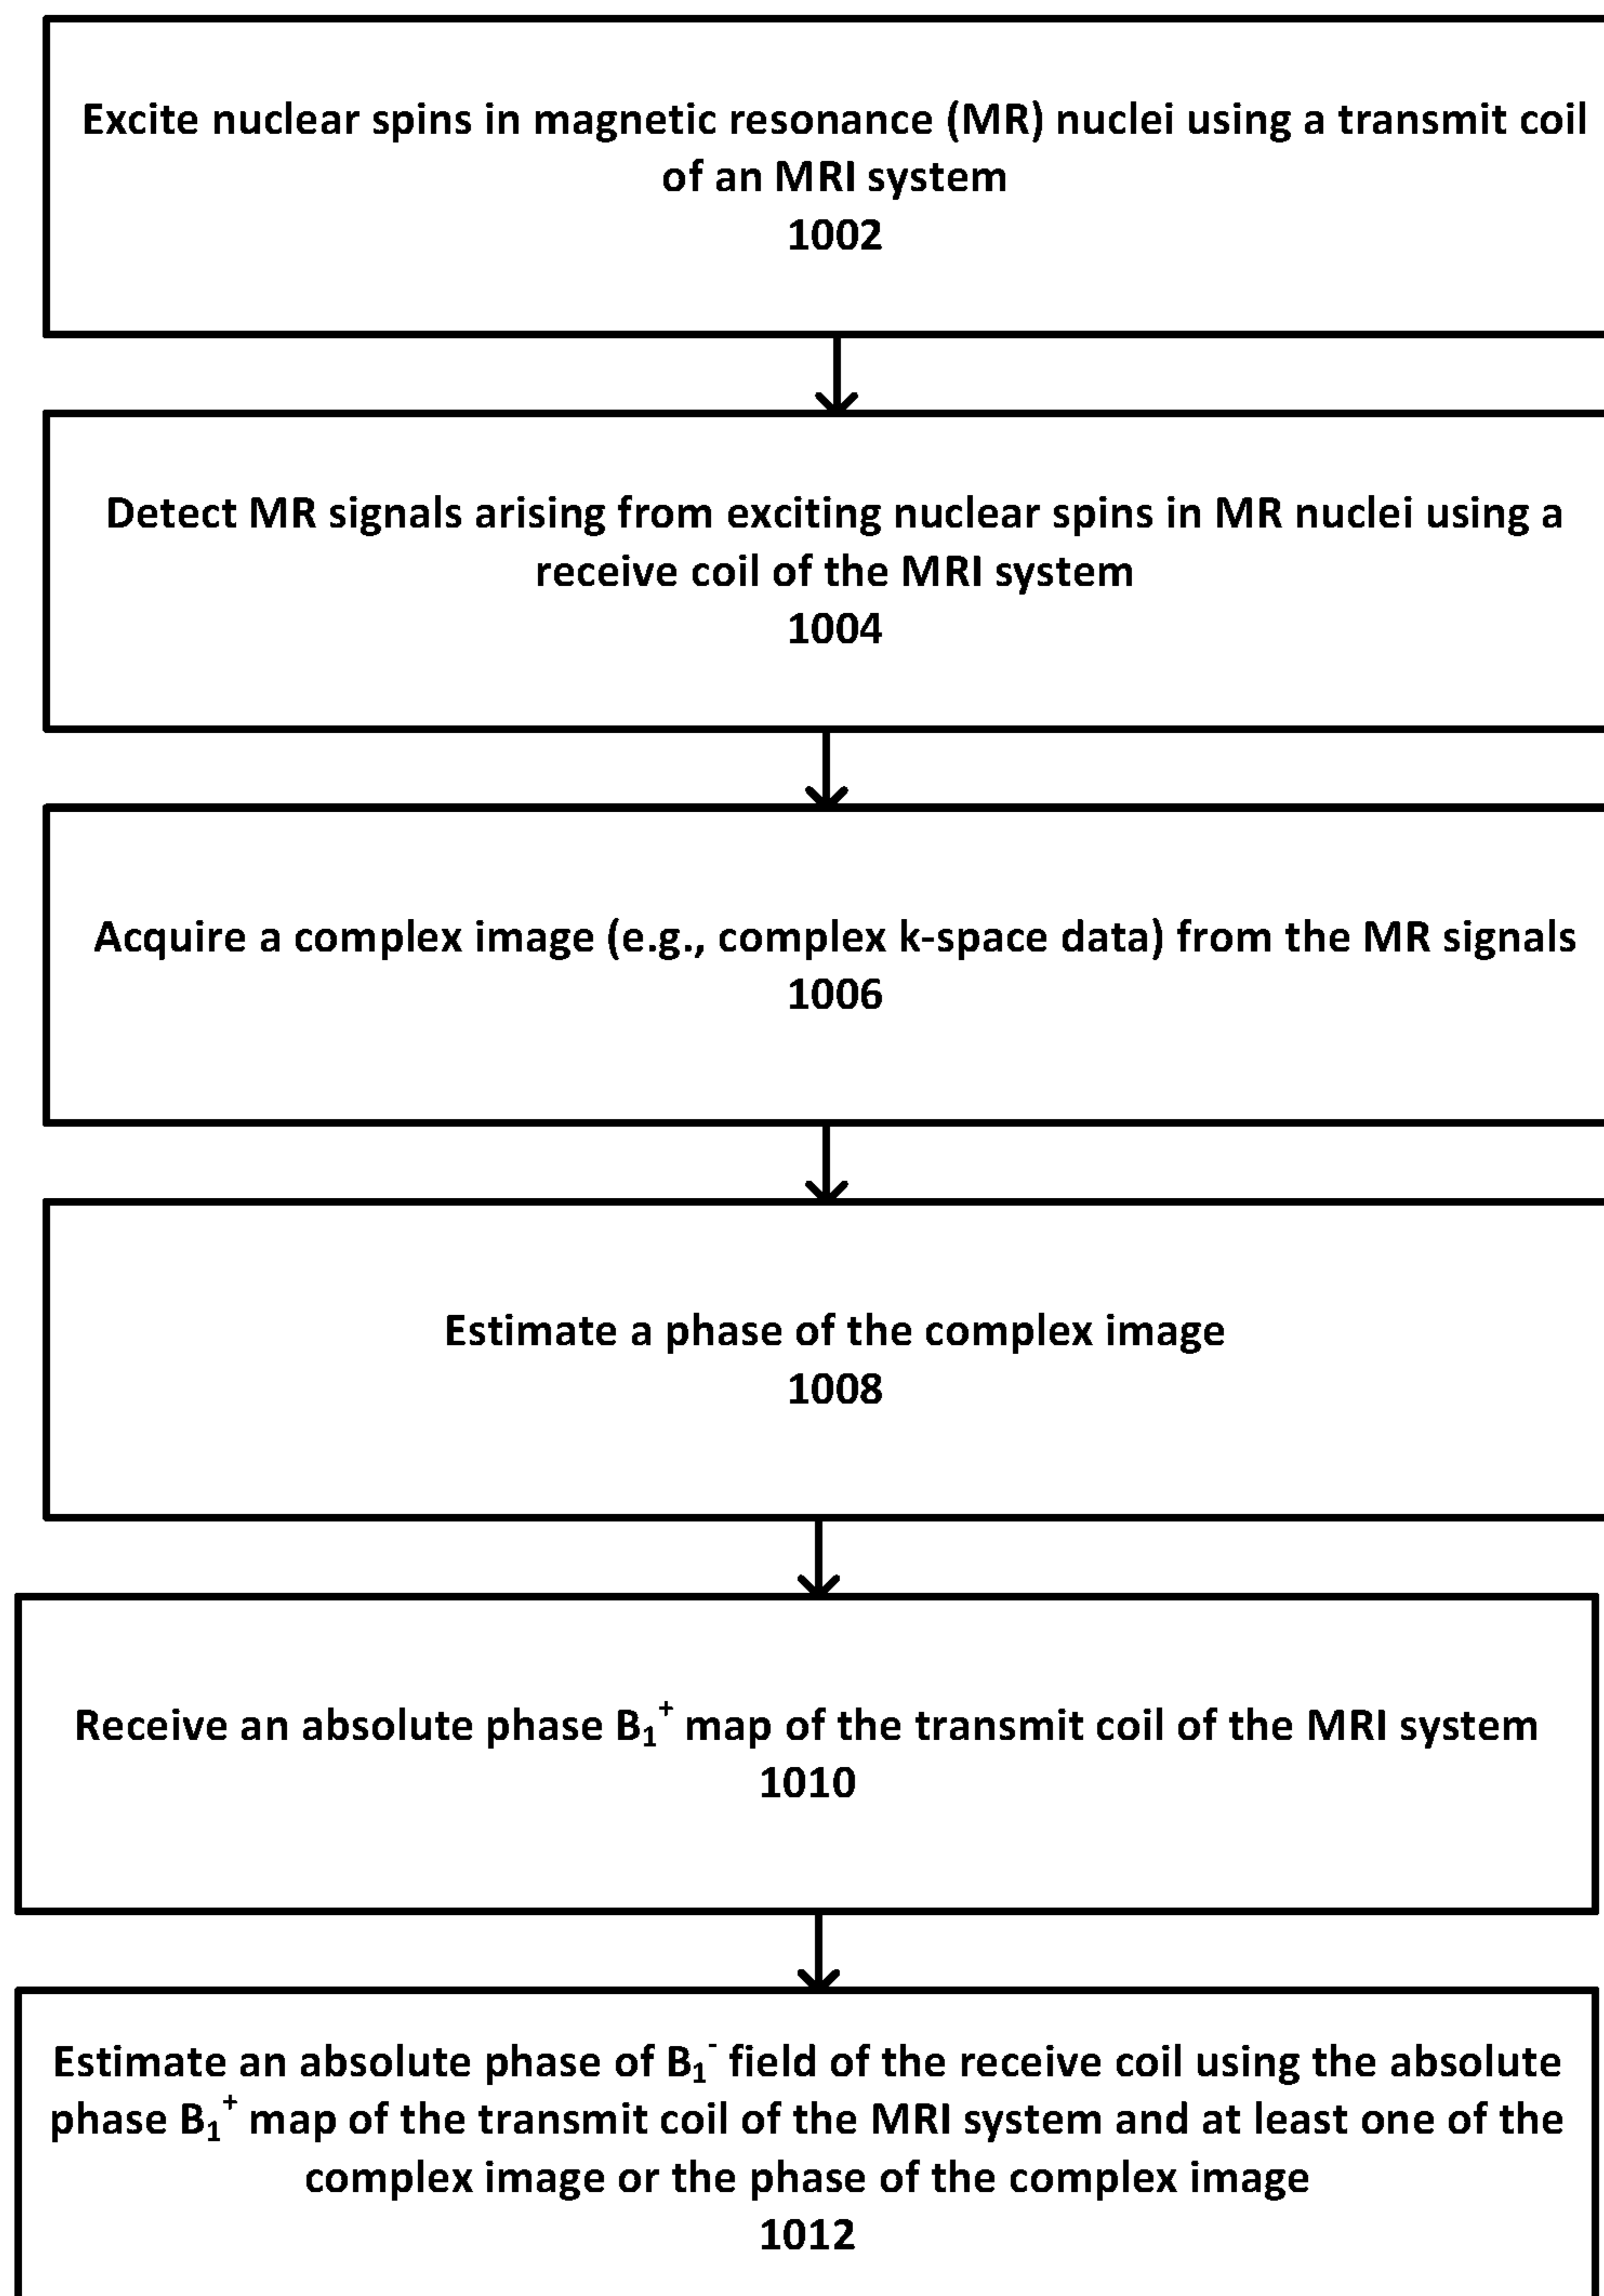 Excite nuclear spins in magnetic resonance (MR) nuclei using a transmit coil
of an MRI system
1002
Detect MR signals arising from exciting nuclear spins in MR nuclei using a
receive coil of the MRI system
1004
Acquire a complex image (e.g., complex k-space data) from the MR signals
1006
Estimate a phase of the complex image
1008
Receive an absolute phase B₁⁺ map of the transmit coil of the MRI system
1010
Estimate an absolute phase of B₁⁻ field of the receive coil using the absolute
phase B₁⁺ map of the transmit coil of the MRI system and at least one of the
complex image or the phase of the complex image
1012